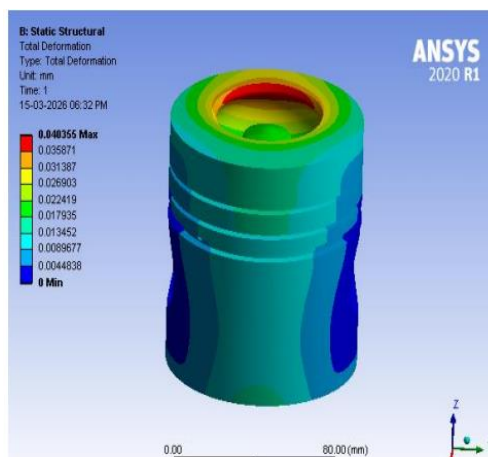 B: Static Structural
Total Deformation
Type: Total Deformation
Unit: mm
Time: 1
15-03-2026 06:32 PM
0.040355 Max
0.035871
0.031387
0.026903
0.022419
0.017935
0.013452
0.0089677
0.0044838
0 Min
ANSYS
2020 R1
Z
0.00
80.00 (mm)